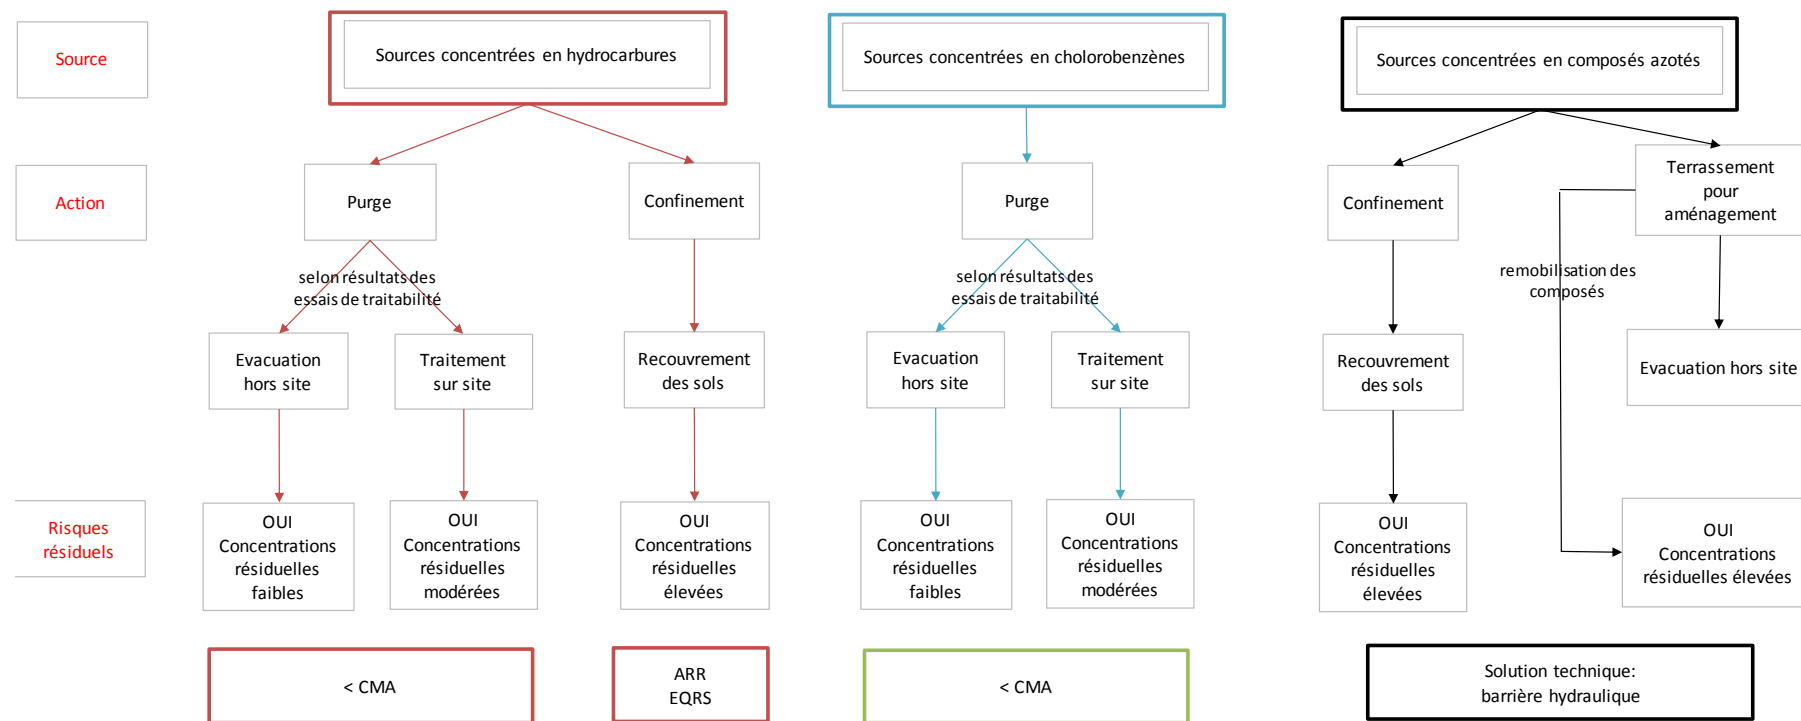 Source
Sources concentrées en hydrocarbures
Sources concentrées en cholorobenzènes
Sources concentrées en composés azotés
Action
Purge
Confinement
Purge
Confinement
Terrassement
pour
aménagement
selon résultats des
essais de traitabilité
selon résultats des
essais de traitabilité
remobilisation des
composés
Evacuation
hors site
Traitement
sur site
Recouvrement
des sols
Evacuation
hors site
Traitement
sur site
Recouvrement
des sols
Evacuation hors site
Risques
résiduels
OUI
Concentrations
résiduelles
faibles
OUI
Concentrations
résiduelles
modérées
OUI
Concentrations
résiduelles
élevées
OUI
Concentrations
résiduelles
faibles
OUI
Concentrations
résiduelles
modérées
OUI
Concentrations
résiduelles
élevées
OUI
Concentrations
résiduelles élevées
< CMA
ARR
EQRS
< CMA
Solution technique:
barrière hydraulique